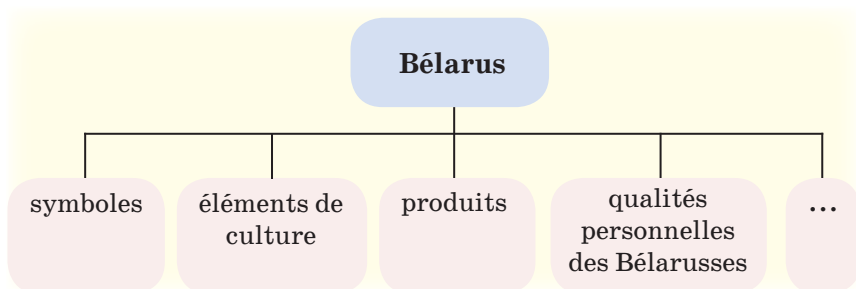 Bélarus
symboles
éléments de
culture
produits
qualités
personnelles
des Bélarusses
...